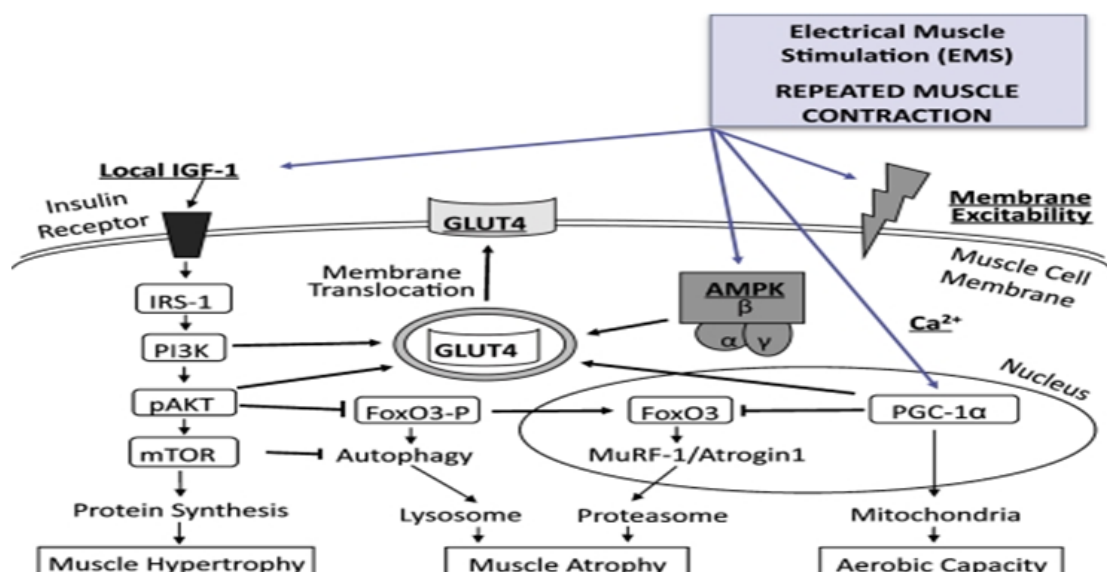 Electrical Muscle
Stimulation (EMS)
REPEATED MUSCLE
CONTRACTION
Local IGF-1
Insulin
Receptor
GLUT4
Membrane
Excitability
Muscle Cell
Membrane
Membrane
Translocation
AMPK
β
α γ
Ca²⁺
IRS-1
PI3K
GLUT4
Nucleus
pAKT
FoxO3-P
FoxO3
PGC-1α
mTOR
Autophagy
MuRF-1/Atrogin1
Protein Synthesis
Lysosome
Proteasome
Mitochondria
Muscle Hypertrophy
Muscle Atrophy
Aerobic Capacity